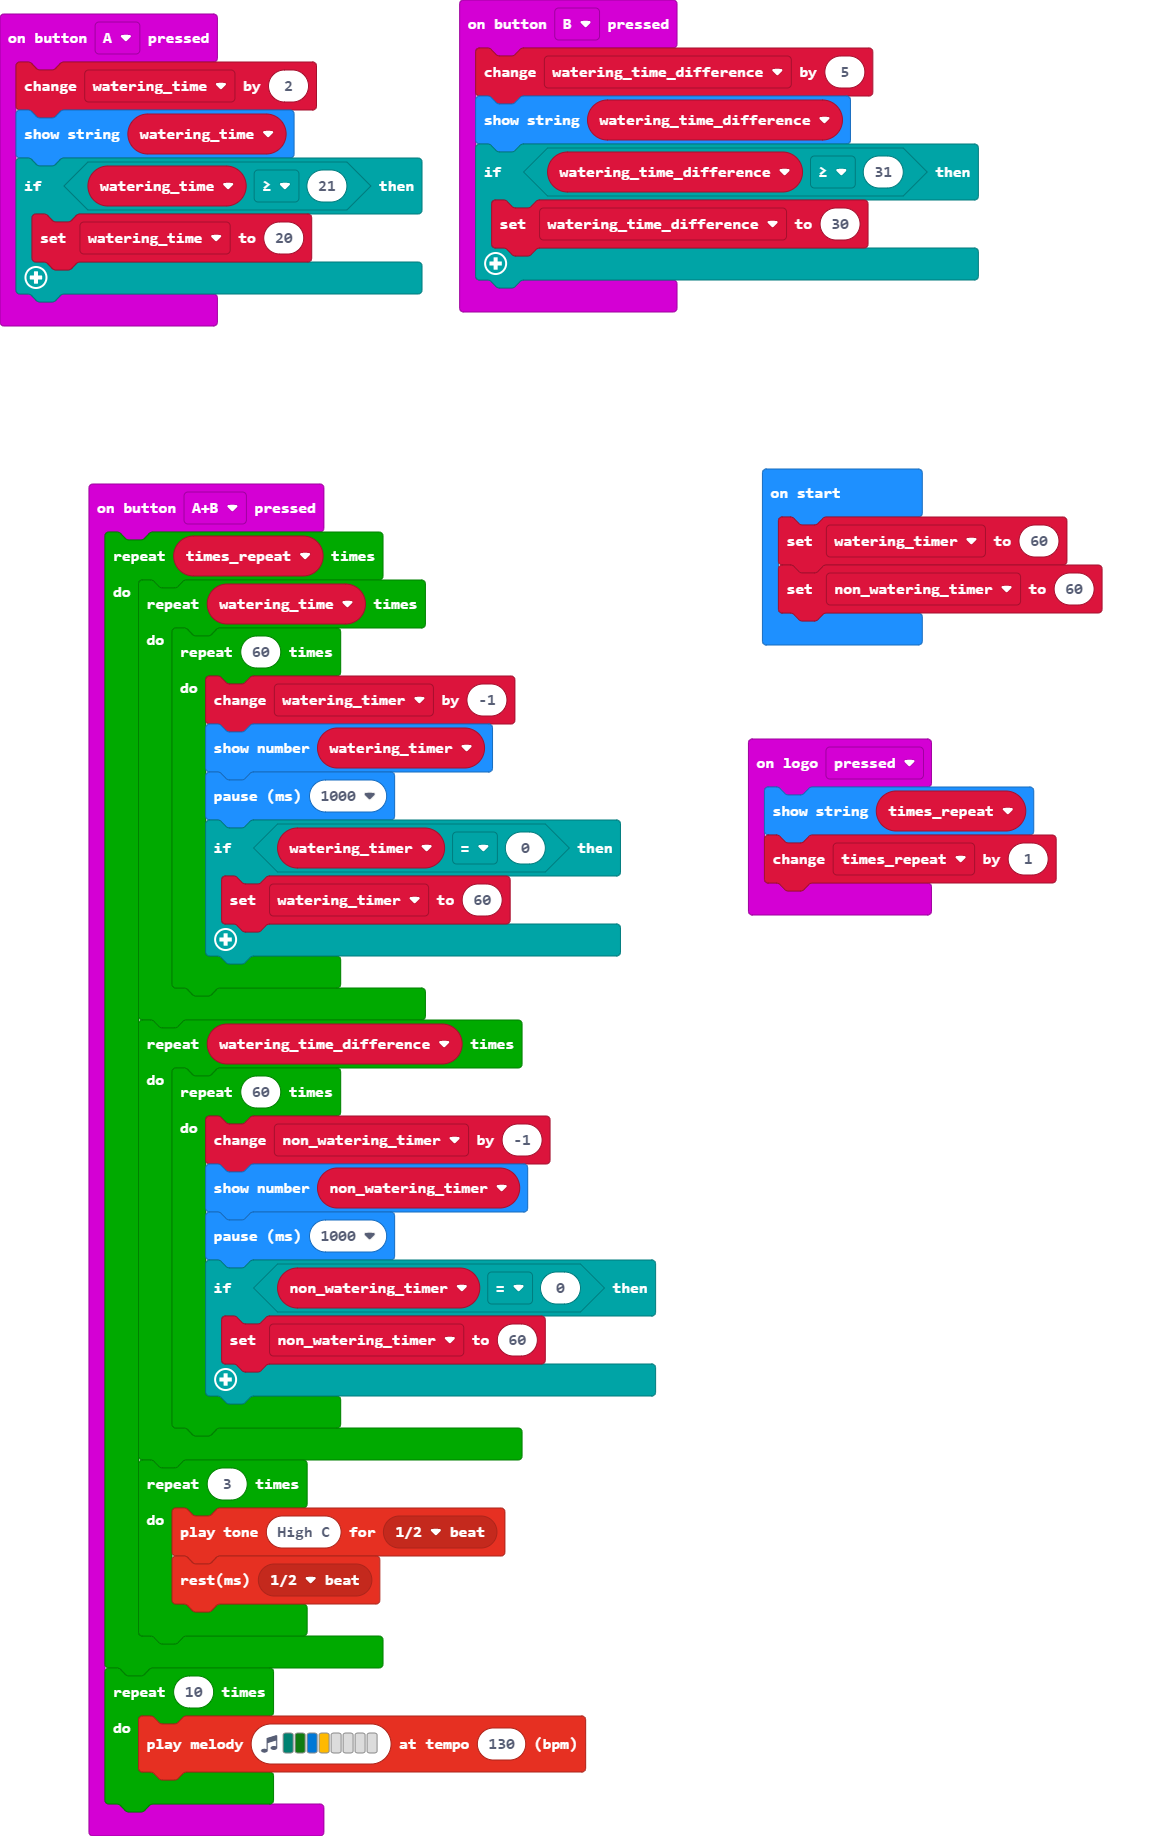 on button A pressed
change watering_time by 2
show string watering_time
if watering_time ≥ 21 then
set watering_time to 20
on button B pressed
change watering_time_difference by 5
show string watering_time_difference
if watering_time_difference ≥ 31 then
set watering_time_difference to 30
on button A+B pressed
repeat times_repeat times
do
repeat watering_time times
do
repeat 60 times
do
change watering_timer by -1
show number watering_timer
pause (ms) 1000
if watering_timer = 0 then
set watering_timer to 60
repeat watering_time_difference times
do
repeat 60 times
do
change non_watering_timer by -1
show number non_watering_timer
pause (ms) 1000
if non_watering_timer = 0 then
set non_watering_timer to 60
repeat 3 times
do
play tone High C for 1/2 beat
rest(ms) 1/2 beat
repeat 10 times
do
play melody at tempo 130 (bpm)
on start
set watering_timer to 60
set non_watering_timer to 60
on logo pressed
show string times_repeat
change times_repeat by 1